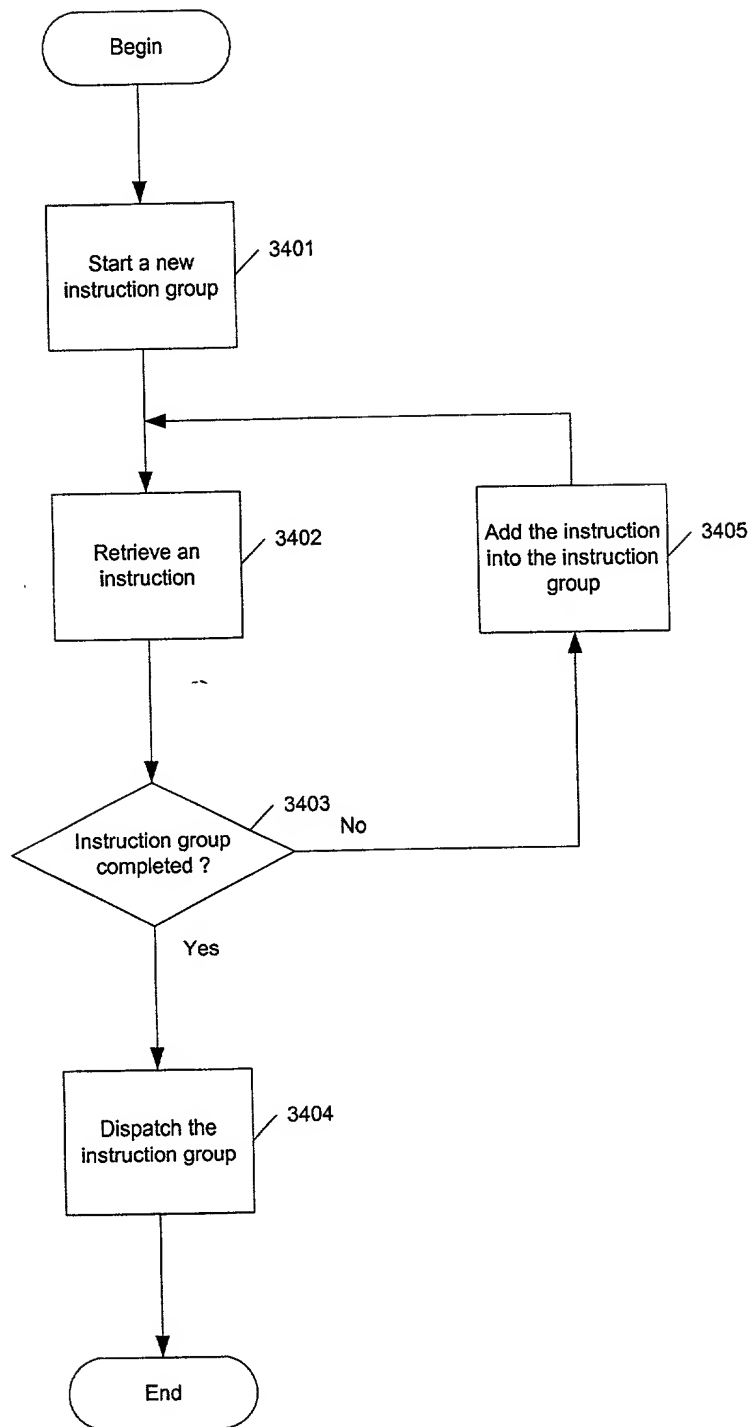 Begin
Start a new
instruction group
3401
Retrieve an
instruction
3402
Add the instruction
into the instruction
group
3405
Instruction group
completed ?
3403
No
Yes
Dispatch the
instruction group
3404
End